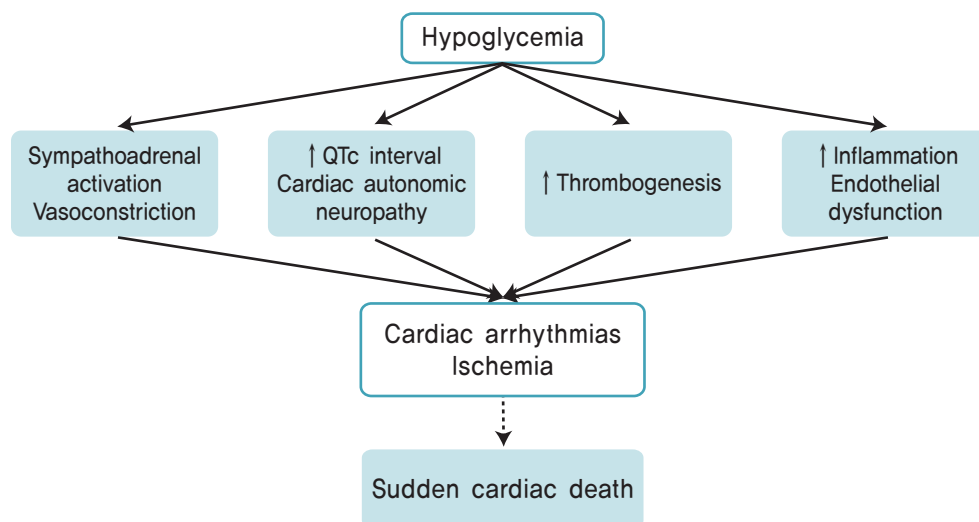 Hypoglycemia
Sympathoadrenal
activation
Vasoconstriction
↑ QTc interval
Cardiac autonomic
neuropathy
↑ Thrombogenesis
↑ Inflammation
Endothelial
dysfunction
Cardiac arrhythmias
Ischemia
Sudden cardiac death